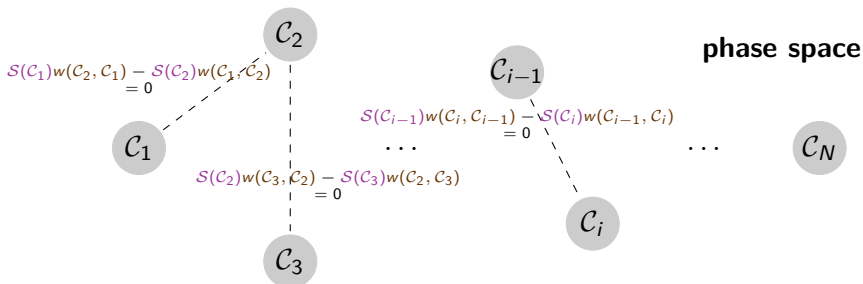 𝒞₂
phase space
𝒞ᵢ₋₁
𝒮(𝒞₁)w(𝒞₂, 𝒞₁) − 𝒮(𝒞₂)w(𝒞₁, 𝒞₂)
= 0
𝒮(𝒞ᵢ₋₁)w(𝒞ᵢ, 𝒞ᵢ₋₁) − 𝒮(𝒞ᵢ)w(𝒞ᵢ₋₁, 𝒞ᵢ)
= 0
𝒞₁
· · ·
· · ·
𝒞_N
𝒮(𝒞₂)w(𝒞₃, 𝒞₂) − 𝒮(𝒞₃)w(𝒞₂, 𝒞₃)
= 0
𝒞ᵢ
𝒞₃